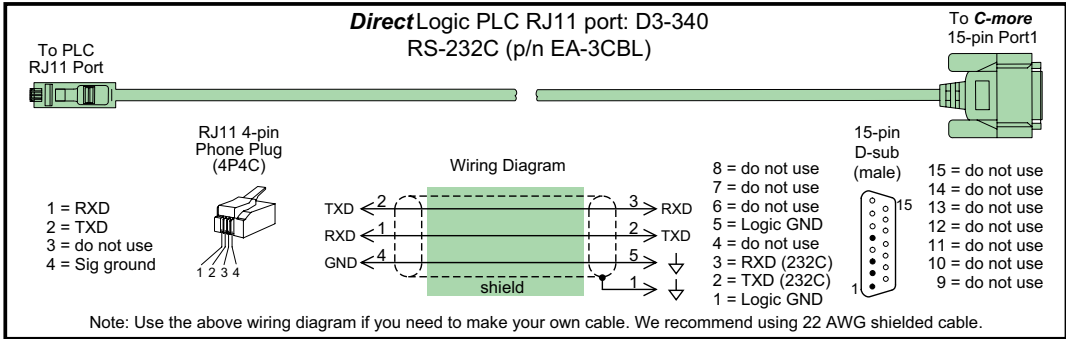 DirectLogic PLC RJ11 port: D3-340
RS-232C (p/n EA-3CBL)
To PLC
RJ11 Port
To C-more
15-pin Port1
RJ11 4-pin
Phone Plug
(4P4C)
1 = RXD
2 = TXD
3 = do not use
4 = Sig ground
1 2 3 4
Wiring Diagram
TXD 2 3 RXD
RXD 1 2 TXD
GND 4 5
1
shield
8 = do not use
7 = do not use
6 = do not use
5 = Logic GND
4 = do not use
3 = RXD (232C)
2 = TXD (232C)
1 = Logic GND
15-pin
D-sub
(male)
15
1
15 = do not use
14 = do not use
13 = do not use
12 = do not use
11 = do not use
10 = do not use
9 = do not use
Note: Use the above wiring diagram if you need to make your own cable. We recommend using 22 AWG shielded cable.